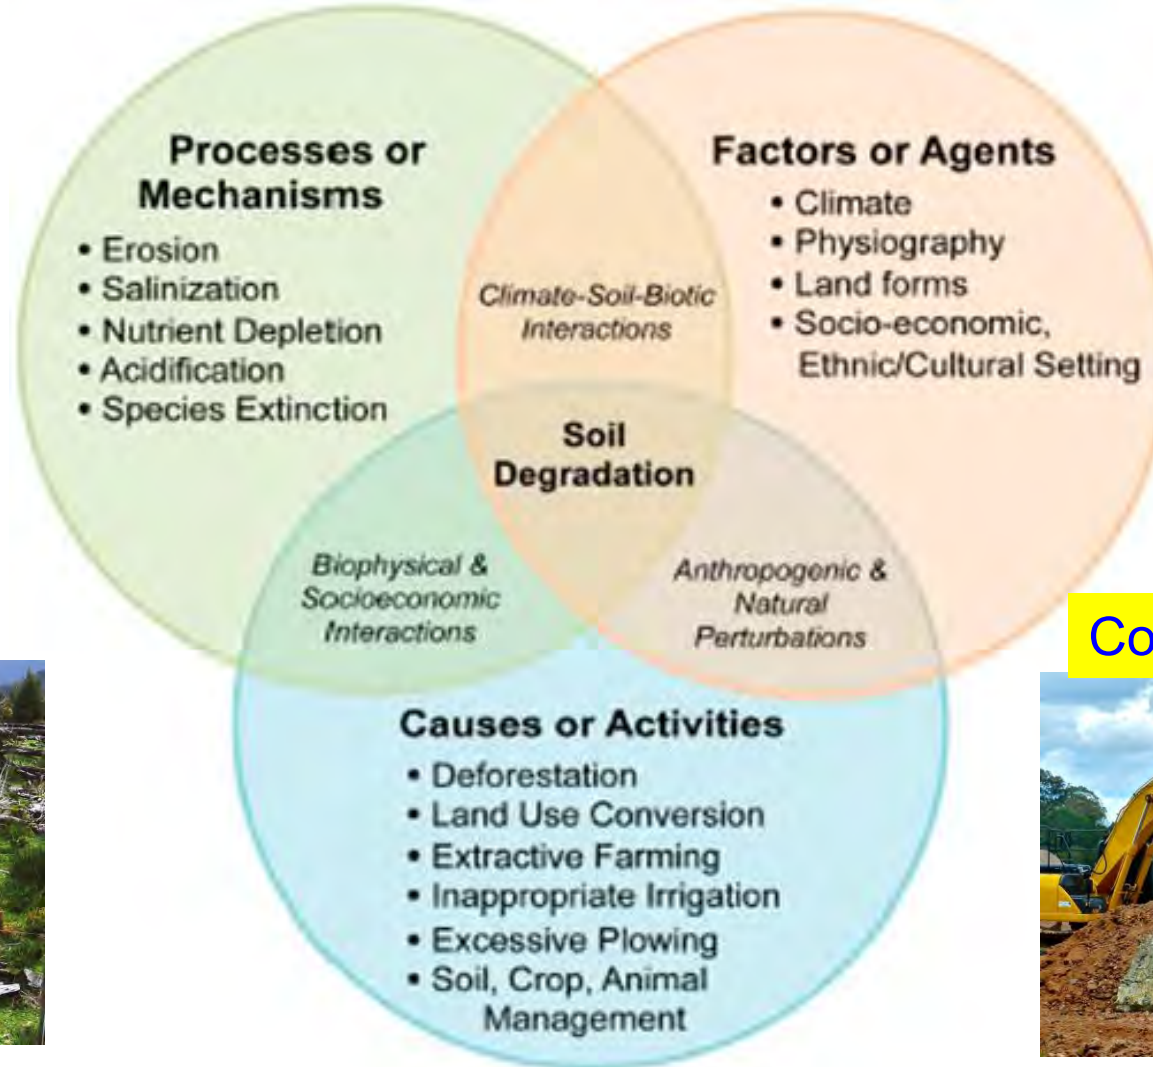 Processes or
Mechanisms
• Erosion
• Salinization
• Nutrient Depletion
• Acidification
• Species Extinction
Factors or Agents
• Climate
• Physiography
• Land forms
• Socio-economic,
Ethnic/Cultural Setting
Climate-Soil-Biotic
Interactions
Soil
Degradation
Biophysical &
Socioeconomic
Interactions
Anthropogenic &
Natural
Perturbations
Co
Causes or Activities
• Deforestation
• Land Use Conversion
• Extractive Farming
• Inappropriate Irrigation
• Excessive Plowing
• Soil, Crop, Animal
Management